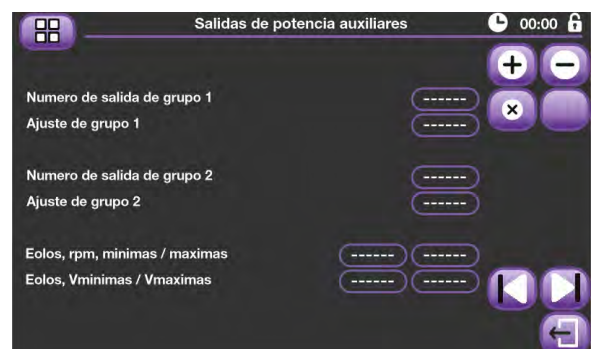 Salidas de potencia auxiliares 00:00
Numero de salida de grupo 1 ------
Ajuste de grupo 1 ------
Numero de salida de grupo 2 ------
Ajuste de grupo 2 ------
Eolos, rpm, minimas / maximas ------ ------
Eolos, Vminimas / Vmaximas ------ ------